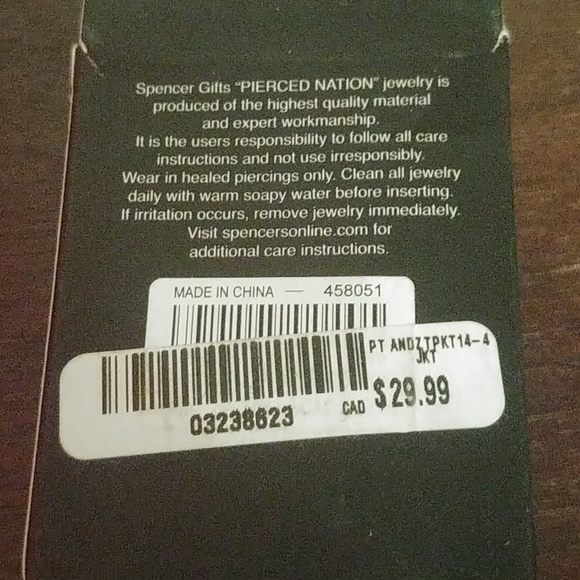 Spencer Gifts "PIERCED NATION" jewelry is
produced of the highest quality material
and expert workmanship.
It is the users responsibility to follow all care
instructions and not use irresponsibly.
Wear in healed piercings only. Clean all jewelry
daily with warm soapy water before inserting.
If irritation occurs, remove jewelry immediately.
Visit spencersonline.com for
additional care instructions.
MADE IN CHINA — 458051
PT ANDZTPKT14-4
JKT
03238623 CAD $29.99